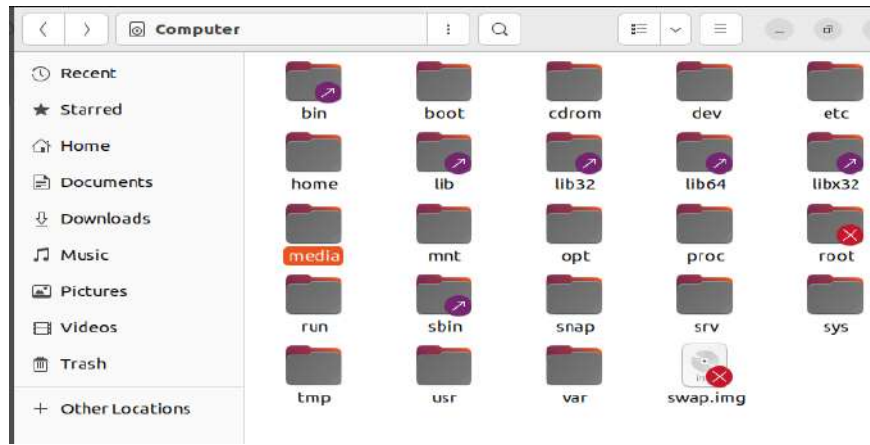 Computer
Recent
Starred
Home
Documents
Downloads
Music
Pictures
Videos
Trash
Other Locations
bin boot cdrom dev etc
home lib lib32 lib64 libx32
media mnt opt proc root
run sbin snap srv sys
tmp usr var swap.img